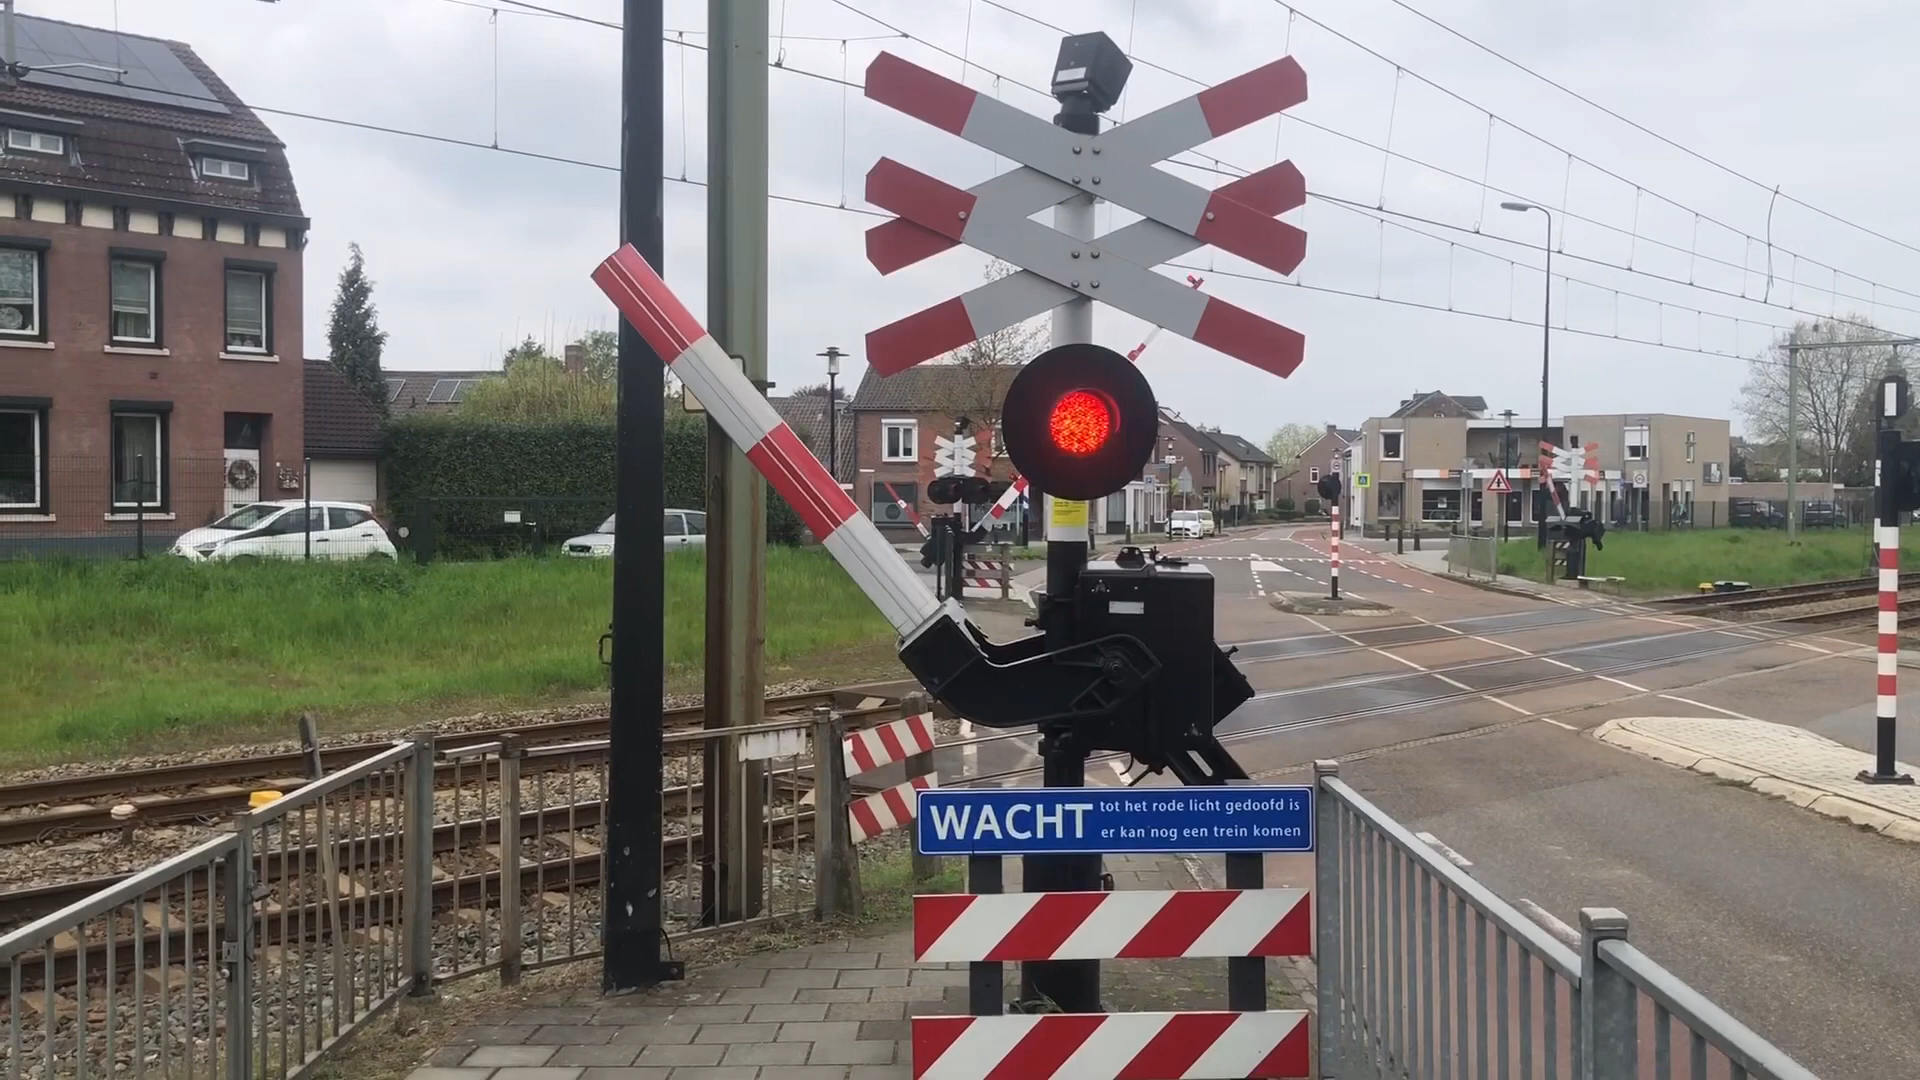 WACHT
tot het rode licht gedoofd is
er kan nog een trein komen